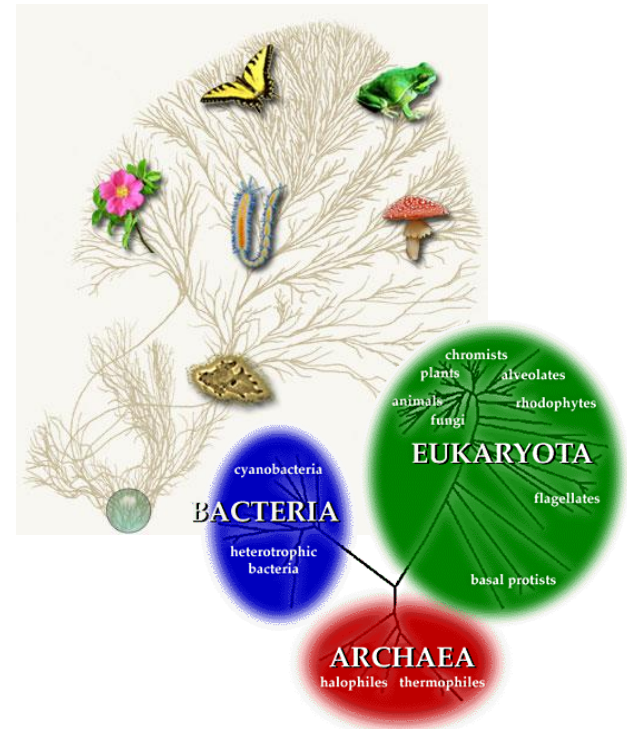 chromists
plants
alveolates
animals
rhodophytes
fungi
EUKARYOTA
cyanobacteria
flagellates
BACTERIA
heterotrophic
bacteria
basal protists
ARCHAEA
halophiles thermophiles